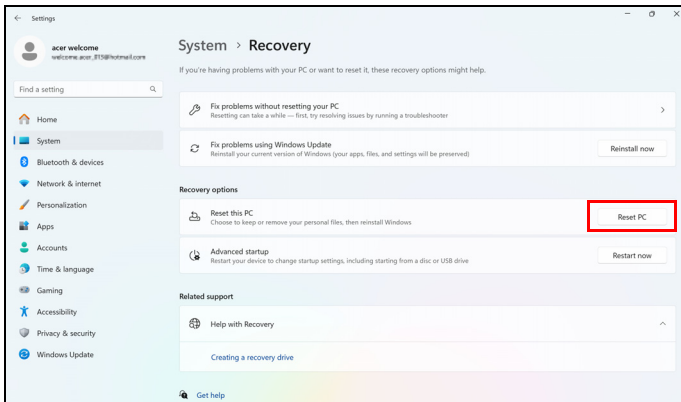 Settings
acer welcome
welcome.acer_815@hotmail.com
Find a setting
Home
System
Bluetooth & devices
Network & internet
Personalization
Apps
Accounts
Time & language
Gaming
Accessibility
Privacy & security
Windows Update
System > Recovery
If you're having problems with your PC or want to reset it, these recovery options might help.
Fix problems without resetting your PC
Resetting can take a while — first, try resolving issues by running a troubleshooter
Fix problems using Windows Update
Reinstall your current version of Windows (your apps, files, and settings will be preserved)
Reinstall now
Recovery options
Reset this PC
Choose to keep or remove your personal files, then reinstall Windows
Reset PC
Advanced startup
Restart your device to change startup settings, including starting from a disc or USB drive
Restart now
Related support
Help with Recovery
Creating a recovery drive
Get help